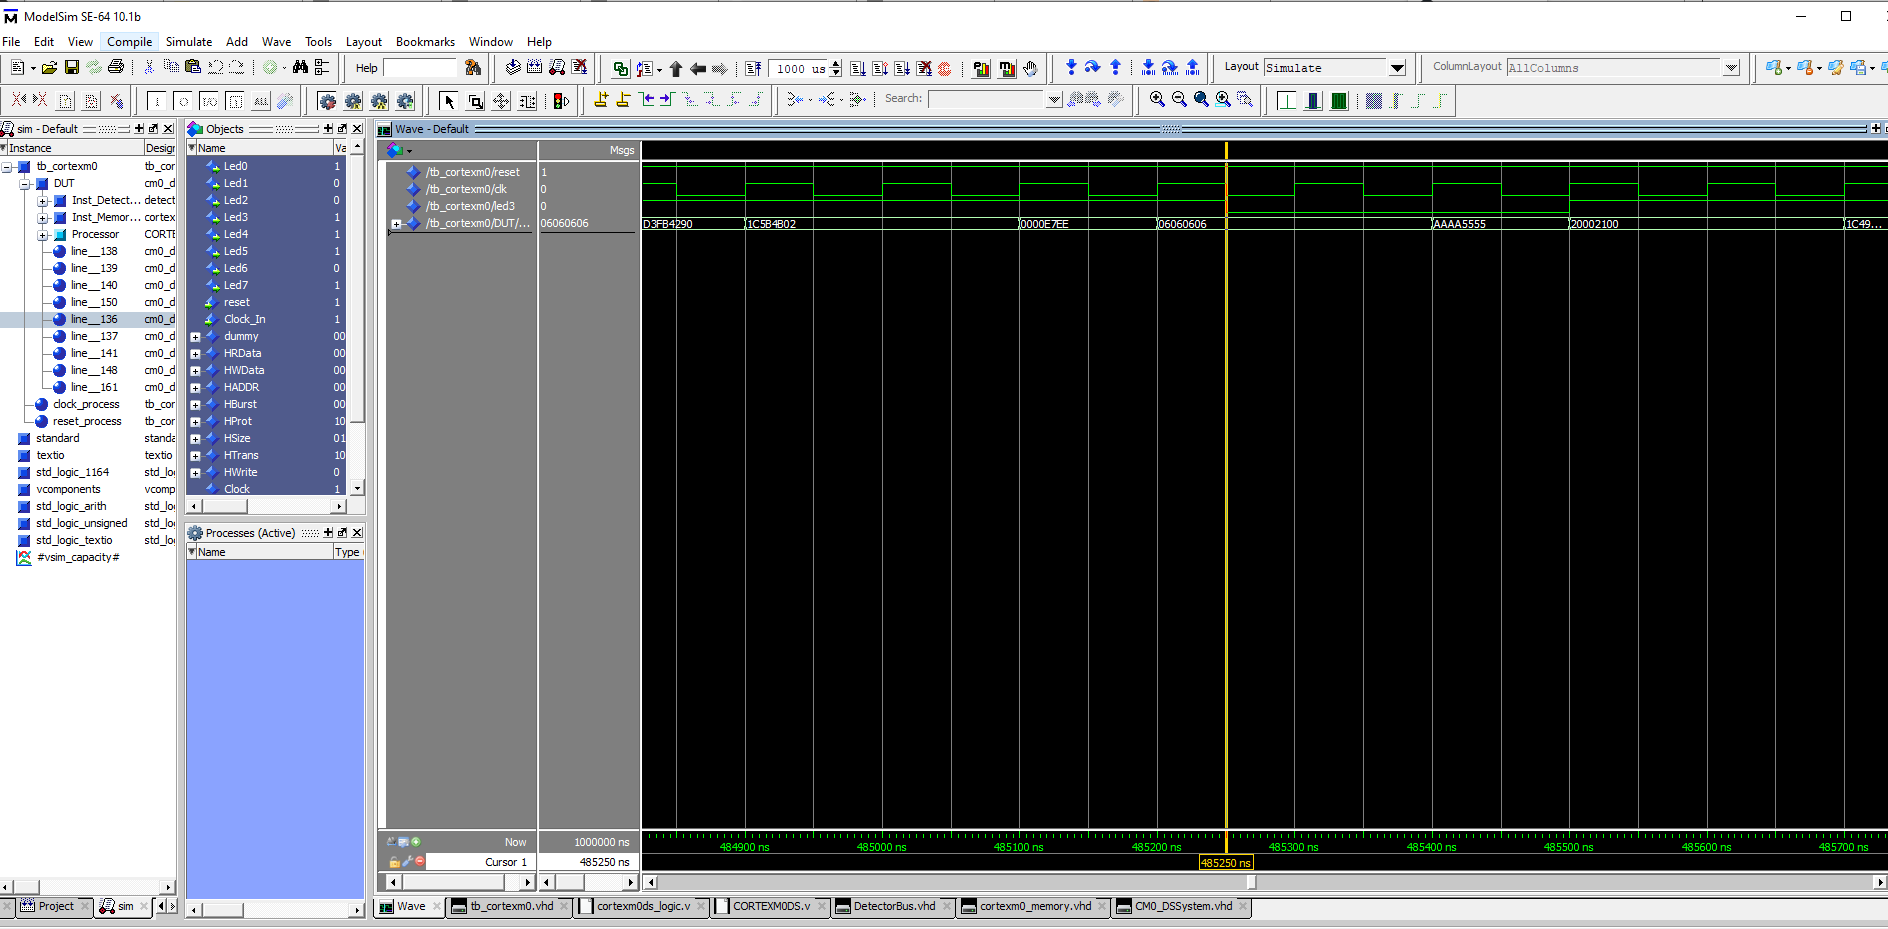 ModelSim SE-64 10.1b
File Edit View Compile Simulate Add Wave Tools Layout Bookmarks Window Help
Help 1000 us Layout Simulate ColumnLayout AllColumns
Search:
sim - Default
Instance Design
tb_cortexm0 tb_cor
DUT cm0_d
Inst_Detect... detect
Inst_Memor... cortex
Processor CORTE
line__138 cm0_d
line__139 cm0_d
line__140 cm0_d
line__150 cm0_d
line__136 cm0_d
line__137 cm0_d
line__141 cm0_d
line__148 cm0_d
line__161 cm0_d
clock_process tb_cor
reset_process tb_cor
standard standa
textio textio
std_logic_1164 std_lo
vcomponents vcomp
std_logic_arith std_lo
std_logic_unsigned std_lo
std_logic_textio std_lo
#vsim_capacity#
Objects
Name Va
Led0 1
Led1 0
Led2 0
Led3 1
Led4 1
Led5 1
Led6 0
Led7 1
reset 1
Clock_In 1
dummy 00
HRData 00
HWData 00
HADDR 00
HBurst 00
HProt 10
HSize 01
HTrans 10
HWrite 0
Clock 1
Processes (Active)
Name Type
Wave - Default
Msgs
/tb_cortexm0/reset 1
/tb_cortexm0/clk 0
/tb_cortexm0/led3 0
/tb_cortexm0/DUT/... 06060606 D3FB4290 1C5B4B02 0000E7EE 06060606 AAAA5555 20002100 1C49...
Now 1000000 ns 484900 ns 485000 ns 485100 ns 485200 ns 485300 ns 485400 ns 485500 ns 485600 ns 485700 ns
Cursor 1 485250 ns 485250 ns
Project sim Wave tb_cortexm0.vhd cortexm0ds_logic.v CORTEXM0DS.v DetectorBus.vhd cortexm0_memory.vhd CM0_DSSystem.vhd